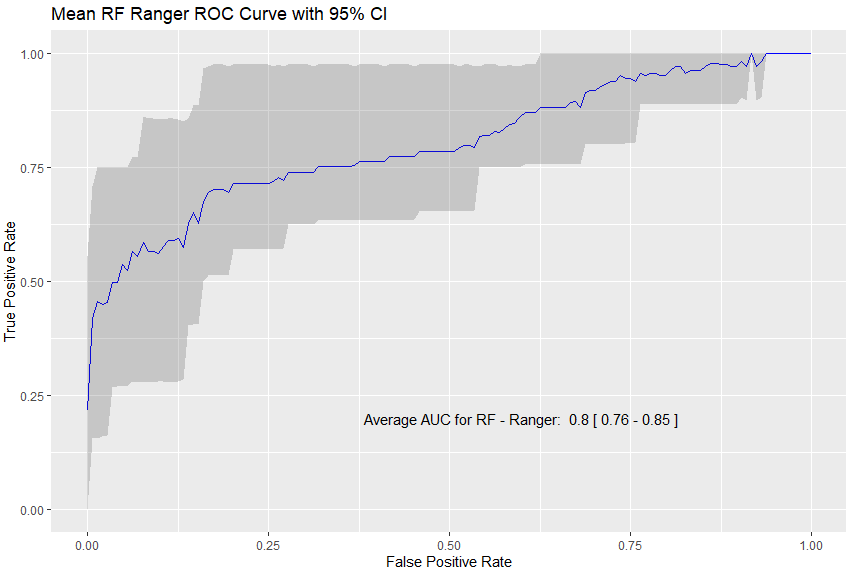 Mean RF Ranger ROC Curve with 95% CI
1.00
0.75
0.50
0.25
0.00
True Positive Rate
Average AUC for RF - Ranger:  0.8 [ 0.76 - 0.85 ]
0.00 0.25 0.50 0.75 1.00
False Positive Rate